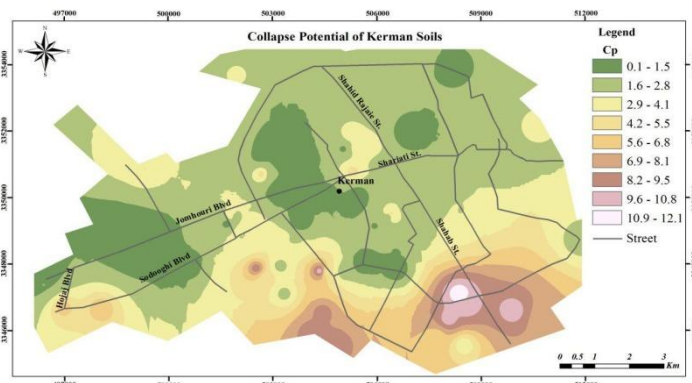 497000 500000 503000 506000 509000 512000
Collapse Potential of Kerman Soils
N
W E
S
Legend
Cp
0.1 - 1.5
1.6 - 2.8
2.9 - 4.1
4.2 - 5.5
5.6 - 6.8
6.9 - 8.1
8.2 - 9.5
9.6 - 10.8
10.9 - 12.1
Street
3354000
3352000
3350000
3348000
3346000
Shahid Rajaie St.
Shariati St.
Kerman
Jomhouri Blvd
Sadooghi Blvd
Hojaj Blvd
Shahab St.
0 0.5 1 2 3
Km